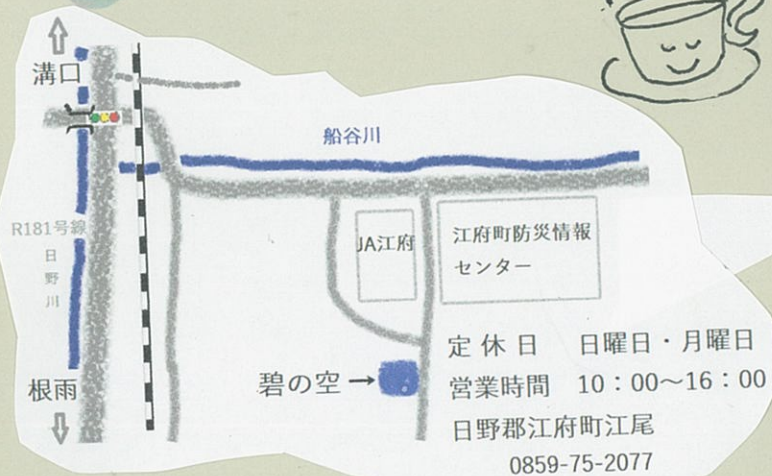 溝口
船谷川
R181号線
日野川
JA江府
江府町防災情報
センター
根雨
碧の空→
定休日 日曜日・月曜日
営業時間 10：00～16：00
日野郡江府町江尾
0859-75-2077